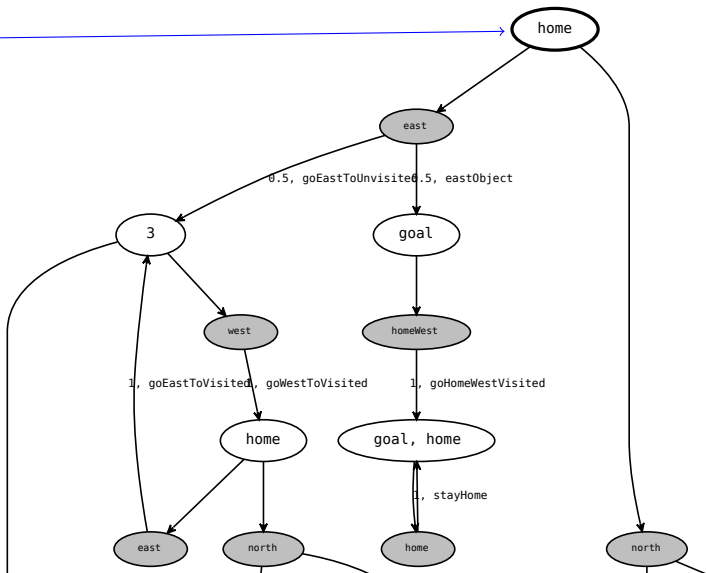 home
east
0.5, goEastToUnvisited
0.5, eastObject
3
goal
west
homeWest
1, goEastToVisited
1, goWestToVisited
1, goHomeWestVisited
home
goal, home
1, stayHome
east
north
home
north